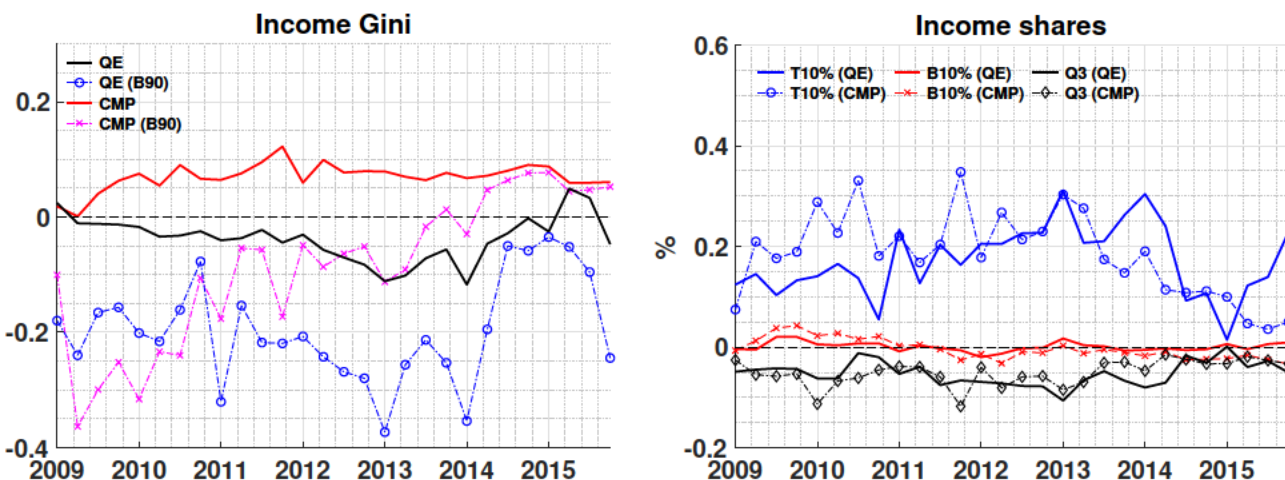 Income Gini
QE
QE (B90)
CMP
CMP (B90)
0.2
0
-0.2
-0.4
2009 2010 2011 2012 2013 2014 2015
Income shares
0.6
T10% (QE) B10% (QE) Q3 (QE)
T10% (CMP) B10% (CMP) Q3 (CMP)
0.4
%
0.2
0
-0.2
2009 2010 2011 2012 2013 2014 2015